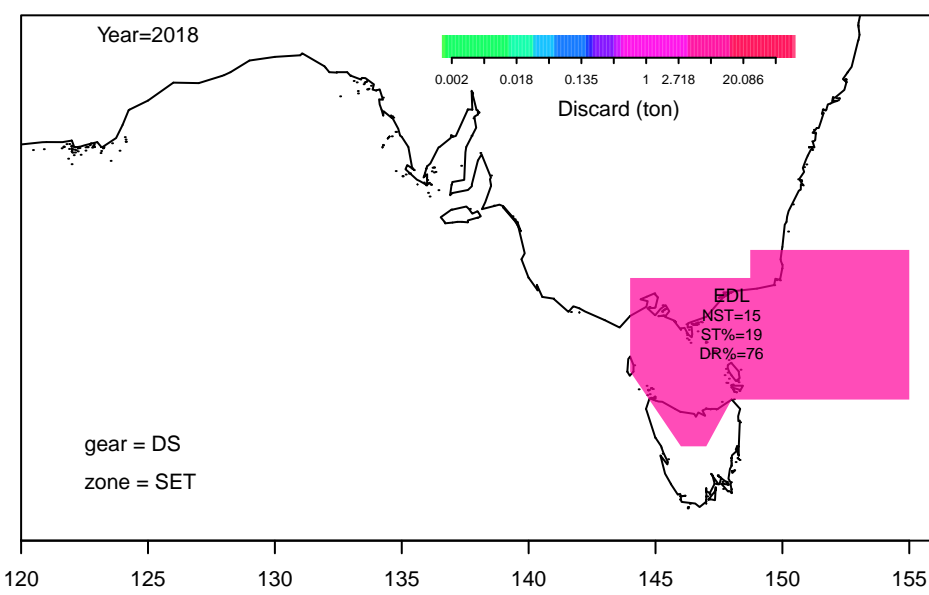 Year=2018
0.002 0.018 0.135 1 2.718 20.086
Discard (ton)
EDL
NST=15
ST%=19
DR%=76
gear = DS
zone = SET
120 125 130 135 140 145 150 155